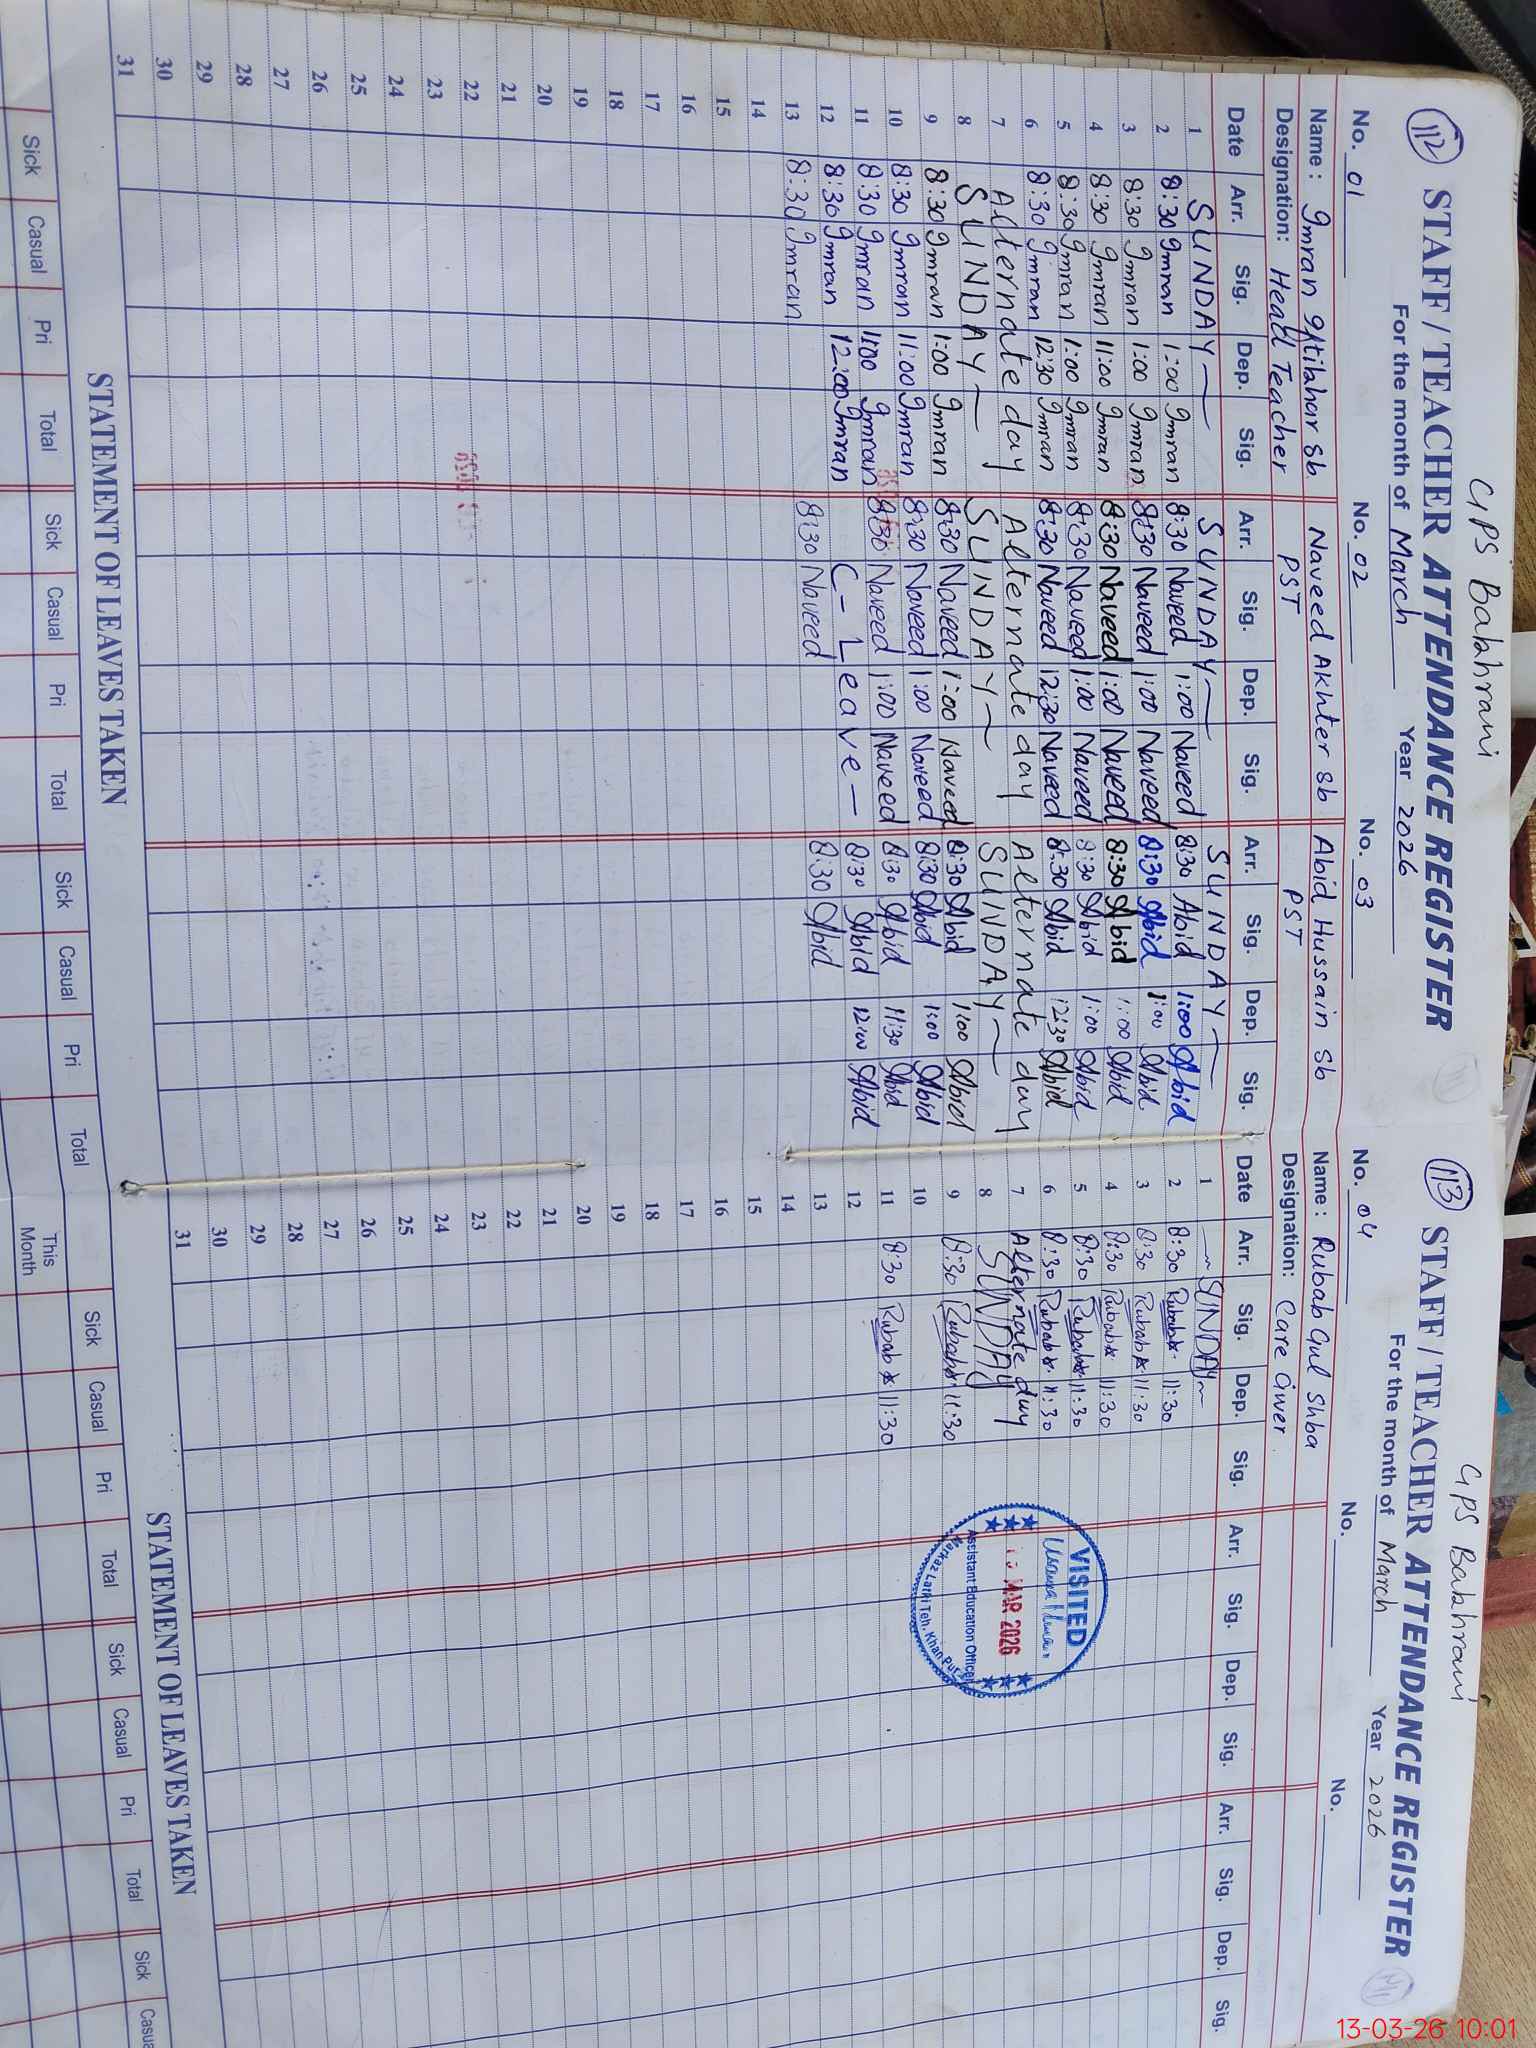 GPS Bakhrani
112 STAFF / TEACHER ATTENDANCE REGISTER
For the month of March Year 2026
No. 01 No. 02 No. 03
Name: Imran Iftikhar Sb Naveed Akhter Sb Abid Hussain Sb
Designation: Head Teacher PST PST
Date Arr. Sig. Dep. Sig. Arr. Sig. Dep. Sig. Arr. Sig. Dep. Sig.
1 SUNDAY SUNDAY SUNDAY
2 8:30 Imran 1:00 Imran 8:30 Naveed 1:00 Naveed 8:30 Abid 1:00 Abid
3 8:30 Imran 1:00 Imran 8:30 Naveed 1:00 Naveed 8:30 Abid 1:00 Abid
4 8:30 Imran 11:00 Imran 8:30 Naveed 1:00 Naveed 8:30 Abid 1:00 Abid
5 8:30 Imran 1:00 Imran 8:30 Naveed 1:00 Naveed 8:30 Abid 1:00 Abid
6 8:30 Imran 12:30 Imran 8:30 Naveed 12:30 Naveed 8:30 Abid 12:30 Abid
7 Alternate day Alternate day Alternate day
8 SUNDAY SUNDAY SUNDAY
9 8:30 Imran 1:00 Imran 8:30 Naveed 1:00 Naveed 8:30 Abid 1:00 Abid
10 8:30 Imran 11:00 Imran 8:30 Naveed 1:00 Naveed 8:30 Abid 1:00 Abid
11 8:30 Imran 11:00 Imran 8:30 Naveed 1:00 Naveed 8:30 Abid 11:30 Abid
12 8:30 Imran 12:00 Imran C-Leave 8:30 Abid 12:00 Abid
13 8:30 Imran 8:30 Naveed 8:30 Abid
14
15
16
17
18
19
20
21
22
23
24
25
26
27
28
29
30
31
STATEMENT OF LEAVES TAKEN
Sick Casual Pri Total Sick Casual Pri Total Sick Casual Pri Total
GPS Bakhrani
113 STAFF / TEACHER ATTENDANCE REGISTER
For the month of March Year 2026
No. 04 No. No.
Name: Rubab Gul Shba
Designation: Care Giver
Date Arr. Sig. Dep. Sig. Arr. Sig. Dep. Sig. Arr. Sig. Dep. Sig.
1 SUNDAY
2 8:30 Rubab 11:30
3 8:30 Rubab 11:30
4 8:30 Rubab 11:30
5 8:30 Rubab 11:30
6 8:30 Rubab 11:30
7 Alternate day
8 SUNDAY
9 8:30 Rubab 11:30
10
11 8:30 Rubab 11:30
12
13
14
15
16
17
18
19
20
21
22
23
24
25
26
27
28
29
30
31
VISITED
MAR 2026
Assistant Education Officer
Markaz Lathi Teh. Khan Pur
STATEMENT OF LEAVES TAKEN
This Month Sick Casual Pri Total Sick Casual Pri Total Sick Casua
13-03-26 10:01